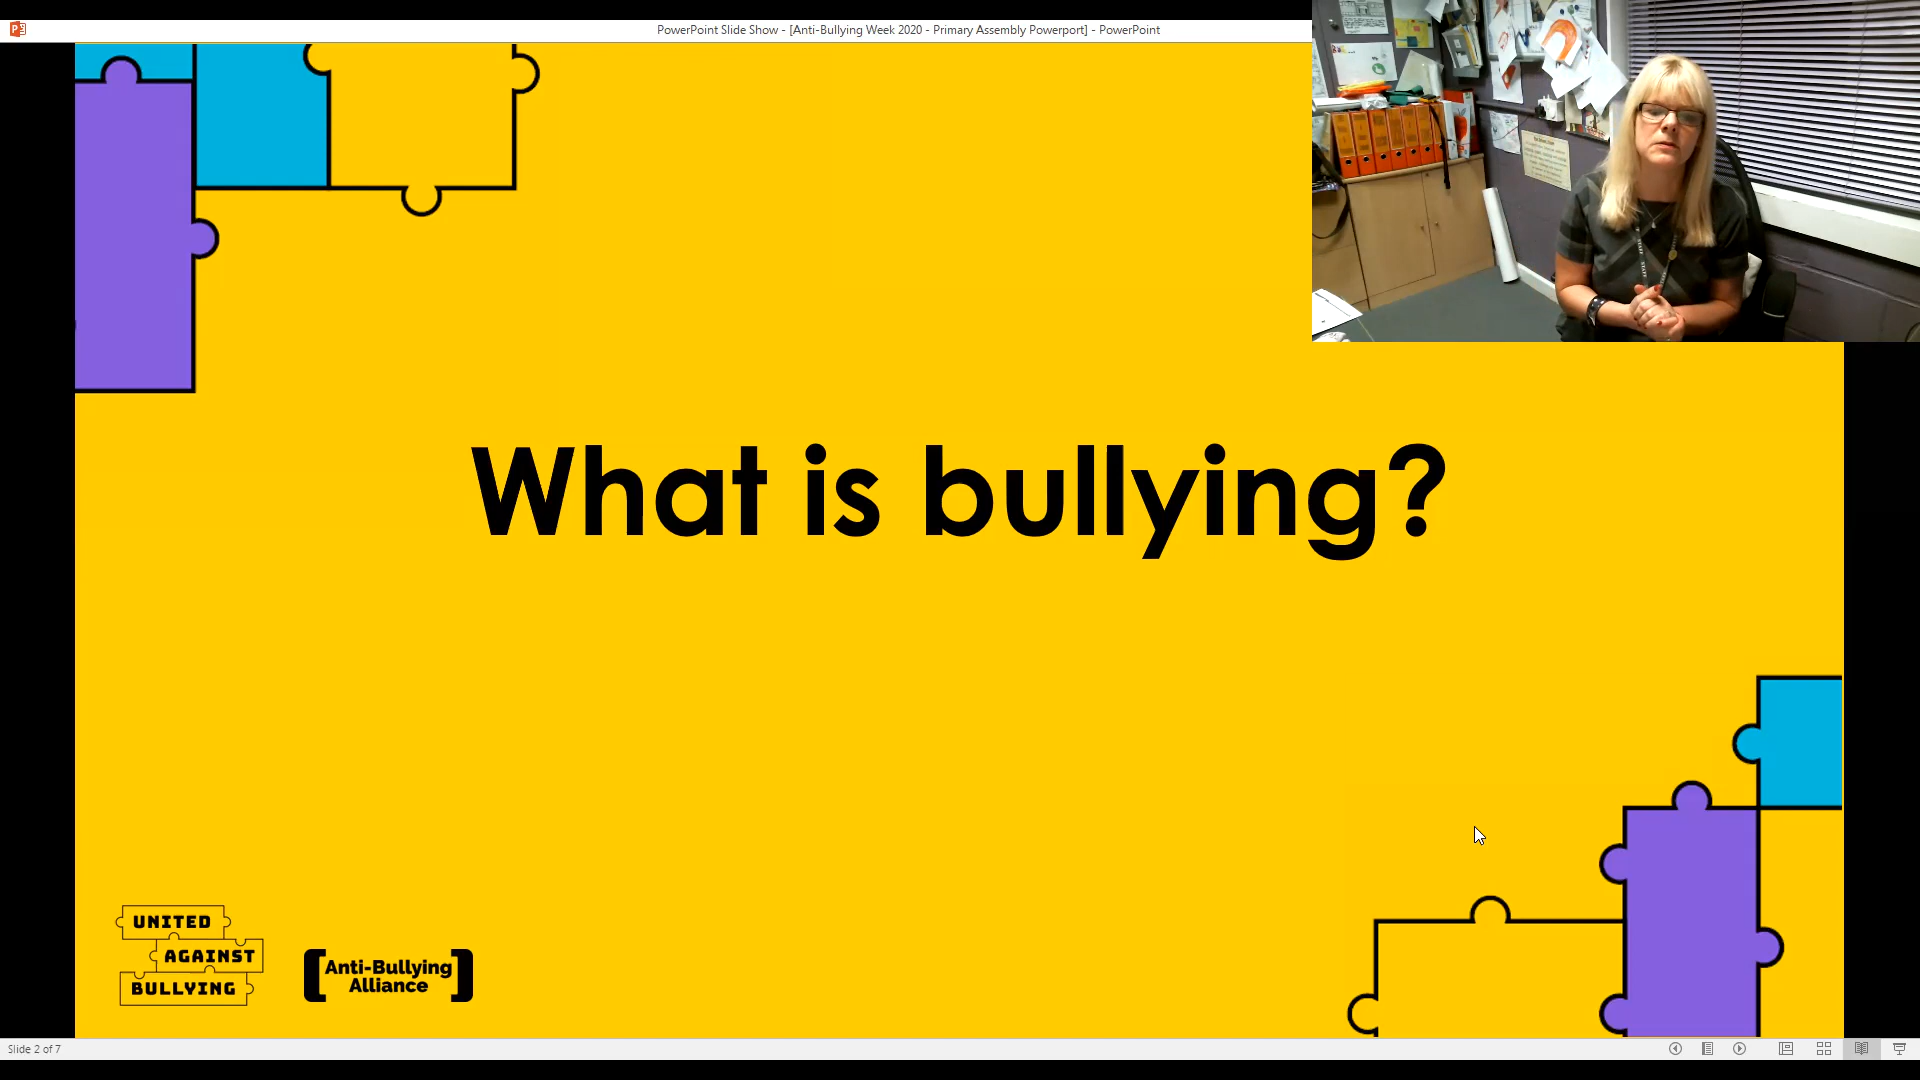 PowerPoint Slide Show - [Anti-Bullying Week 2020 - Primary Assembly Powerport] - PowerPoint
What is bullying?
UNITED
AGAINST
BULLYING
Anti-Bullying
Alliance
Slide 2 of 7